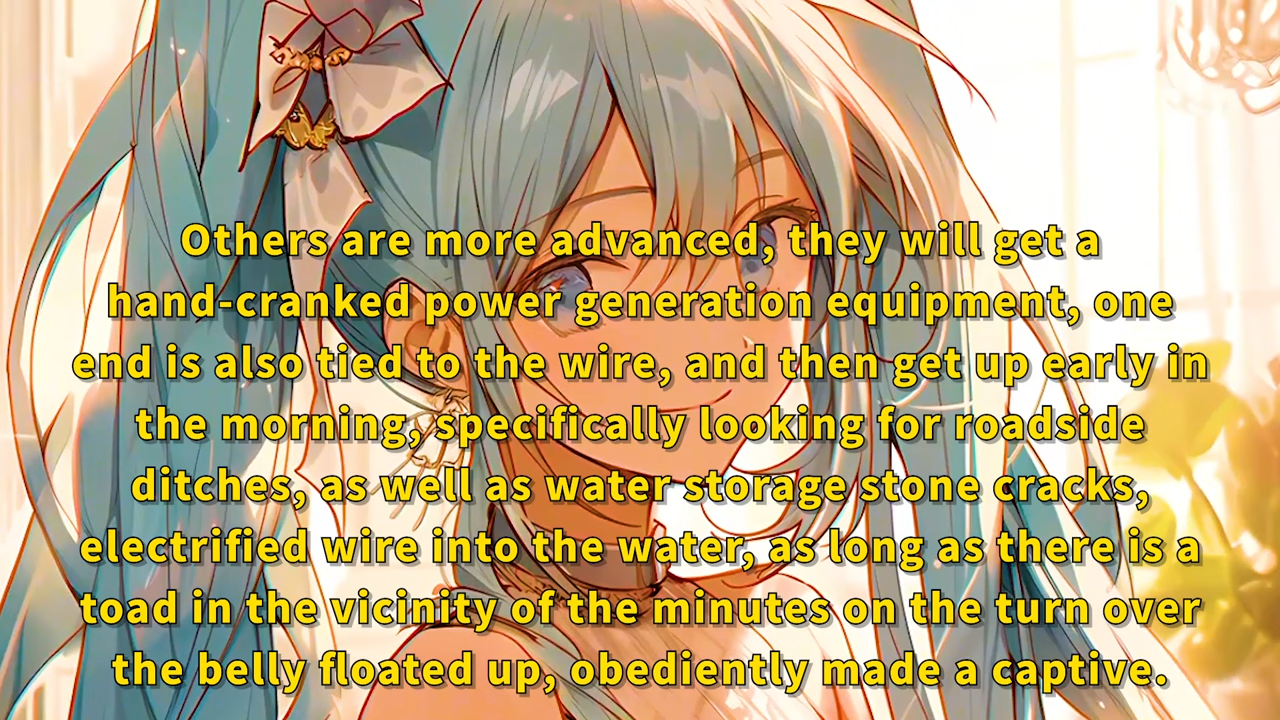 Others are more advanced, they will get a
hand-cranked power generation equipment, one
end is also tied to the wire, and then get up early in
the morning, specifically looking for roadside
ditches, as well as water storage stone cracks,
electrified wire into the water, as long as there is a
toad in the vicinity of the minutes on the turn over
the belly floated up, obediently made a captive.